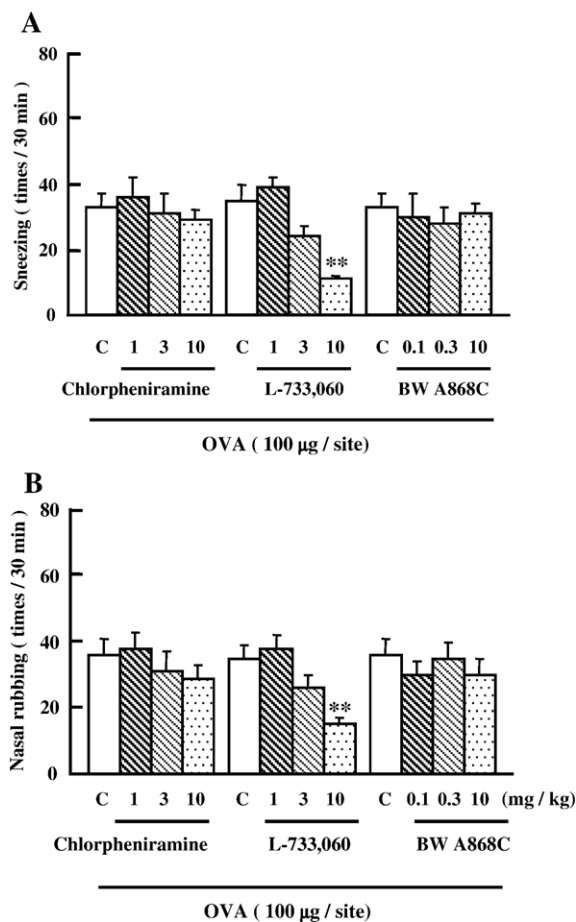 A
80
60
40
20
0
Sneezing ( times / 30 min )
**
C 1 3 10 C 1 3 10 C 0.1 0.3 10
Chlorpheniramine L-733,060 BW A868C
OVA ( 100 µg / site)
B
80
60
40
20
0
Nasal rubbing ( times / 30 min )
**
C 1 3 10 C 1 3 10 C 0.1 0.3 10 (mg / kg)
Chlorpheniramine L-733,060 BW A868C
OVA ( 100 µg / site)